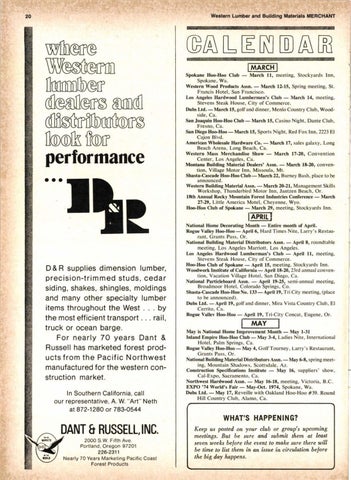 20
Western Lumber and Building Materials MERCHANT
where
Western
lumber
dealers and
distributors
look for
performance
...D&R
D & R supplies dimension lumber,
precision-trimmed studs, cedar
siding, shakes, shingles, moldings
and many other specialty lumber
items throughout the West . . . by
the most efficient transport . . . rail,
truck or ocean barge.
For nearly 70 years Dant &
Russell has marketed forest prod-
ucts from the Pacific Northwest
manufactured for the western con-
struction market.
In Southern California, call
our representative, A. W. "Art" Neth
at 872-1280 or 783-0544
DANT & RUSSELL, INC.
2000 S.W. Fifth Ave.
Portland, Oregon 97201
226-2311
Nearly 70 Years Marketing Pacific Coast
Forest Products
CALENDAR
MARCH
Spokane Hoo-Hoo Club — March 11, meeting, Stockyards Inn,
Spokane, Wa.
Western Wood Products Assn. — March 12-15, Spring meeting, St.
Francis Hotel, San Francisco.
Los Angeles Hardwood Lumbermen's Club — March 14, meeting,
Stevens Steak House, City of Commerce.
Dubs Ltd. — March 15, golf and dinner, Menlo Country Club, Wood-
side, Ca.
San Joaquin Hoo-Hoo Club — March 15, Casino Night, Dante Club,
Fresno, Ca.
San Diego Hoo-Hoo — March 15, Sports Night, Red Fox Inn, 2223 El
Cajon Blvd.
American Wholesale Hardware Co. — March 17, sales galaxy, Long
Beach Arena, Long Beach, Ca.
Western Mass Merchandise Show — March 17-20, Convention
Center, Los Angeles, Ca.
Montana Building Material Dealers' Assn. — March 18-20, conven-
tion, Village Motor Inn, Missoula, Mt.
Shasta-Cascade Hoo-Hoo Club — March 22, Burney Bash, place to be
announced.
Western Building Material Assn. — March 20-21, Management Skills
Workshop, Thunderbird Motor Inn, Jantzen Beach, Or.
18th Annual Rocky Mountain Forest Industries Conference — March
27-29, Little America Hotel, Cheyenne, Wyo.
Hoo-Hoo Club of Spokane — March 29, meeting, Stockyards Inn.
APRIL
National Home Decorating Month — Entire month of April.
Rogue Valley Hoo-Hoo — April 6, Hard Times Nite, Larry's Restau-
rant, Grants Pass, Or.
National Building Material Distributors Assn. — April 8, roundtable
meeting, Los Angeles Marriott, Los Angeles.
Los Angeles Hardwood Lumbermen's Club — April 11, meeting,
Stevens Steak House, City of Commerce.
Hoo-Hoo Club of Spokane — April 15, meeting, Stockyards Inn.
Woodwork Institute of California — April 18-20, 23rd annual conven-
tion, Vacation Village Hotel, San Diego, Ca.
National Particleboard Assn. — April 19-25, semi-annual meeting,
Broadmoor Hotel, Colorado Springs, Co.
Shasta-Cascade Hoo-Hoo No. 133 — April 19, Tri City meeting, (place
to be announced).
Dubs Ltd. — April 19, golf and dinner, Mira Vista Country Club, El
Cerrito, Ca.
Rogue Valley Hoo-Hoo — April 19, Tri-City Concat, Eugene, Or.
MAY
May is National Home Improvement Month — May 1-31
Inland Empire Hoo-Hoo Club — May 3-4, Ladies Nite, International
Hotel, Palm Springs, Ca.
Rogue Valley Hoo-Hoo — May 4, Golf Tourney, Larry's Restaurant,
Grants Pass, Or.
National Building Material Distributors Assn. — May 6-8, spring meet-
ing, Mountain Shadows, Scottsdale, Az.
Construction Specifications Institute — May 16, suppliers' show,
Cal-Expo, Sacramento, Ca.
Northwest Hardwood Assn. — May 16-18, meeting, Victoria, B.C.
EXPO '74 World's Fair — May-Oct. 1974, Spokane, Wa.
Dubs Ltd. — May 17, Reveille with Oakland Hoo-Hoo #39. Round
Hill Country Club, Alamo, Ca.
WHAT'S HAPPENING?
Keep us posted on your club or group's upcoming
meetings. But be sure and submit them at least
seven weeks before the event to make sure there will
be time to list them in an issue in circulation before
the big day happens.